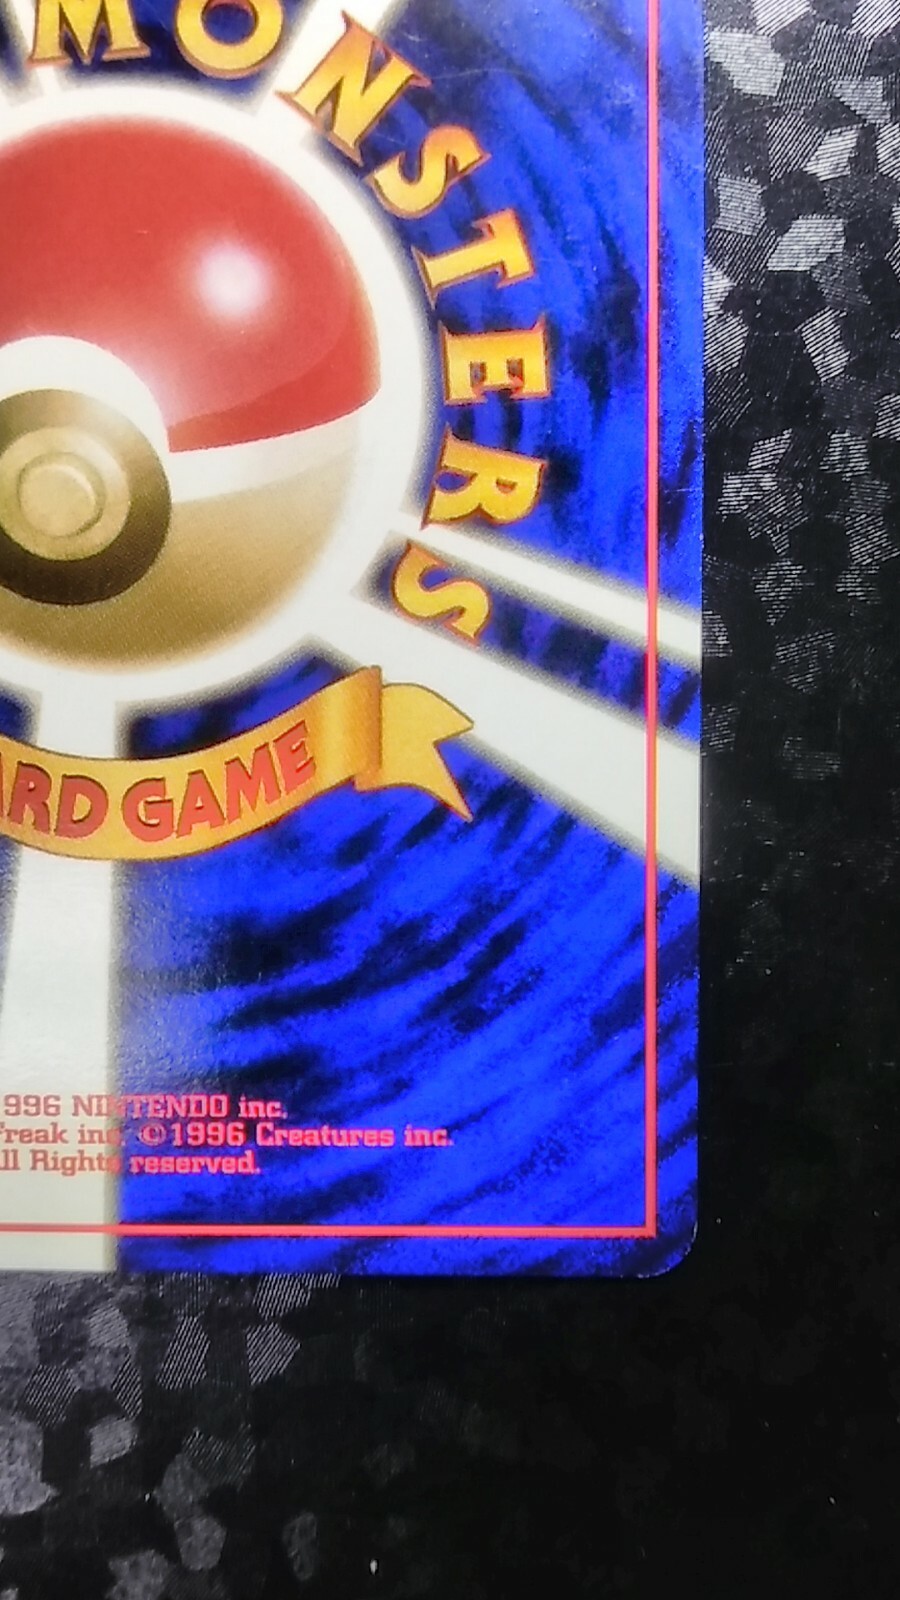 MONSTERS
ARD GAME
996 NINTENDO inc.
Freak inc. ©1996 Creatures inc.
ll Rights reserved.